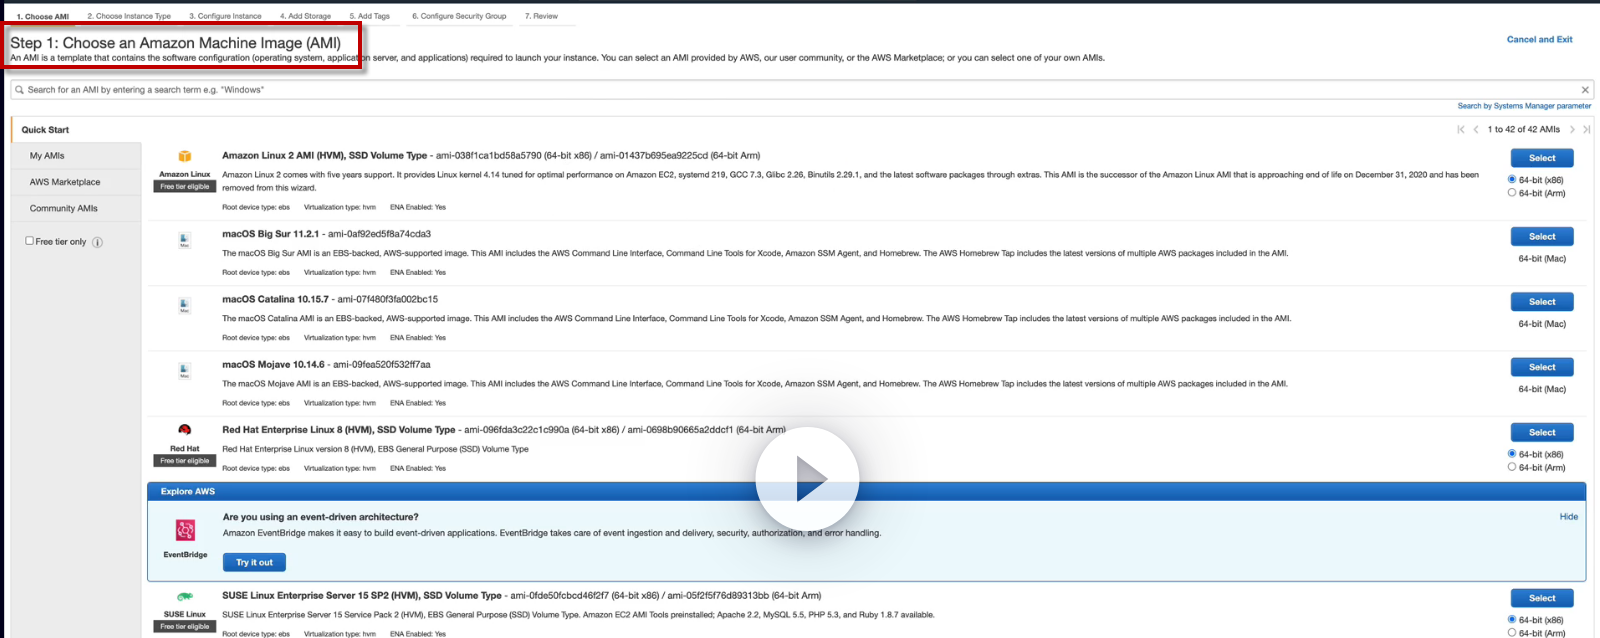 1. Choose AMI 2. Choose Instance Type 3. Configure Instance 4. Add Storage 5. Add Tags 6. Configure Security Group 7. Review
Step 1: Choose an Amazon Machine Image (AMI)
Cancel and Exit
An AMI is a template that contains the software configuration (operating system, application server, and applications) required to launch your instance. You can select an AMI provided by AWS, our user community, or the AWS Marketplace; or you can select one of your own AMIs.
Search for an AMI by entering a search term e.g. "Windows"
Search by Systems Manager parameter
Quick Start
1 to 42 of 42 AMIs
My AMIs
AWS Marketplace
Community AMIs
Free tier only
Amazon Linux
Free tier eligible
Amazon Linux 2 AMI (HVM), SSD Volume Type - ami-038f1ca1bd58a5790 (64-bit x86) / ami-01437b695ea9225cd (64-bit Arm)
Amazon Linux 2 comes with five years support. It provides Linux kernel 4.14 tuned for optimal performance on Amazon EC2, systemd 219, GCC 7.3, Glibc 2.26, Binutils 2.29.1, and the latest software packages through extras. This AMI is the successor of the Amazon Linux AMI that is approaching end of life on December 31, 2020 and has been
removed from this wizard.
Root device type: ebs Virtualization type: hvm ENA Enabled: Yes
Select
64-bit (x86)
64-bit (Arm)
Mac
macOS Big Sur 11.2.1 - ami-0af92ed5f8a74cda3
The macOS Big Sur AMI is an EBS-backed, AWS-supported image. This AMI includes the AWS Command Line Interface, Command Line Tools for Xcode, Amazon SSM Agent, and Homebrew. The AWS Homebrew Tap includes the latest versions of multiple AWS packages included in the AMI.
Root device type: ebs Virtualization type: hvm ENA Enabled: Yes
Select
64-bit (Mac)
Mac
macOS Catalina 10.15.7 - ami-07f480f3fa002bc15
The macOS Catalina AMI is an EBS-backed, AWS-supported image. This AMI includes the AWS Command Line Interface, Command Line Tools for Xcode, Amazon SSM Agent, and Homebrew. The AWS Homebrew Tap includes the latest versions of multiple AWS packages included in the AMI.
Root device type: ebs Virtualization type: hvm ENA Enabled: Yes
Select
64-bit (Mac)
Mac
macOS Mojave 10.14.6 - ami-09fea520f532ff7aa
The macOS Mojave AMI is an EBS-backed, AWS-supported image. This AMI includes the AWS Command Line Interface, Command Line Tools for Xcode, Amazon SSM Agent, and Homebrew. The AWS Homebrew Tap includes the latest versions of multiple AWS packages included in the AMI.
Root device type: ebs Virtualization type: hvm ENA Enabled: Yes
Select
64-bit (Mac)
Red Hat
Free tier eligible
Red Hat Enterprise Linux 8 (HVM), SSD Volume Type - ami-096fda3c22c1c990a (64-bit x86) / ami-0698b90665a2ddcf1 (64-bit Arm)
Red Hat Enterprise Linux version 8 (HVM), EBS General Purpose (SSD) Volume Type
Root device type: ebs Virtualization type: hvm ENA Enabled: Yes
Select
64-bit (x86)
64-bit (Arm)
Explore AWS
EventBridge
Are you using an event-driven architecture?
Hide
Amazon EventBridge makes it easy to build event-driven applications. EventBridge takes care of event ingestion and delivery, security, authorization, and error handling.
Try it out
SUSE Linux
Free tier eligible
SUSE Linux Enterprise Server 15 SP2 (HVM), SSD Volume Type - ami-0fde50fcbcd46f2f7 (64-bit x86) / ami-05f2f5f76d89313bb (64-bit Arm)
SUSE Linux Enterprise Server 15 Service Pack 2 (HVM), EBS General Purpose (SSD) Volume Type. Amazon EC2 AMI Tools preinstalled; Apache 2.2, MySQL 5.5, PHP 5.3, and Ruby 1.8.7 available.
Root device type: ebs Virtualization type: hvm ENA Enabled: Yes
Select
64-bit (x86)
64-bit (Arm)